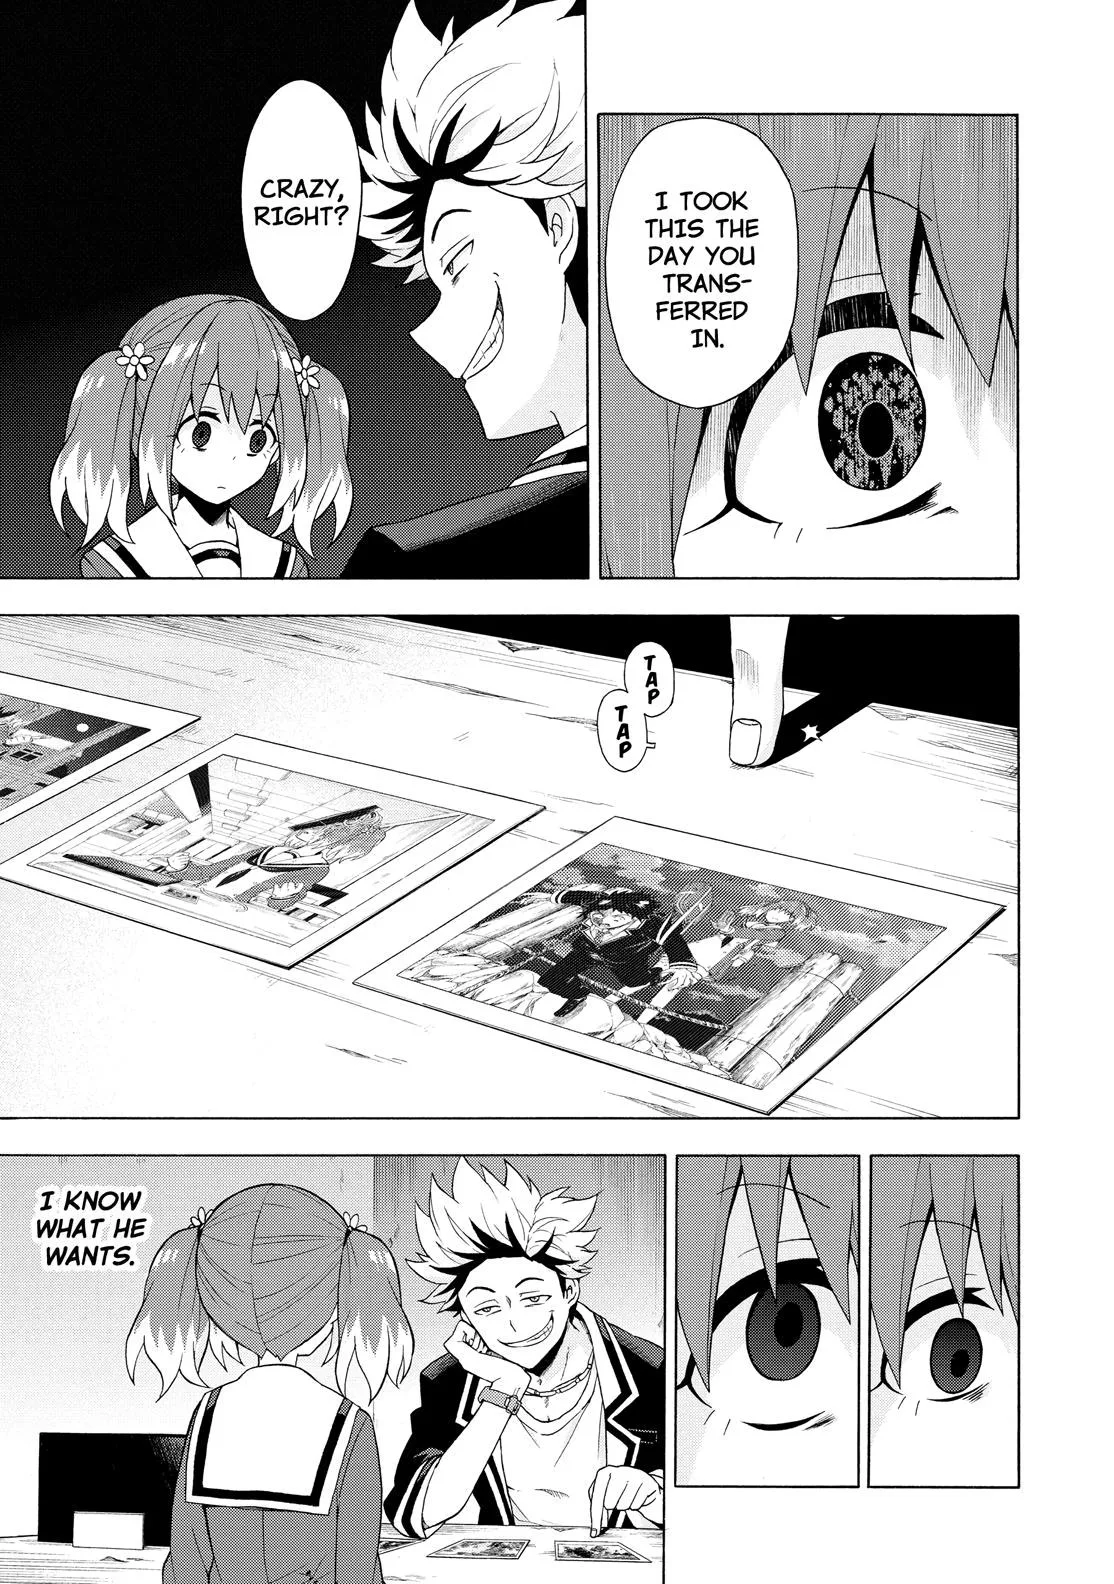 I TOOK
THIS THE
DAY YOU
TRANS-
FERRED
IN.
CRAZY,
RIGHT?
TAP
TAP
I KNOW
WHAT HE
WANTS.